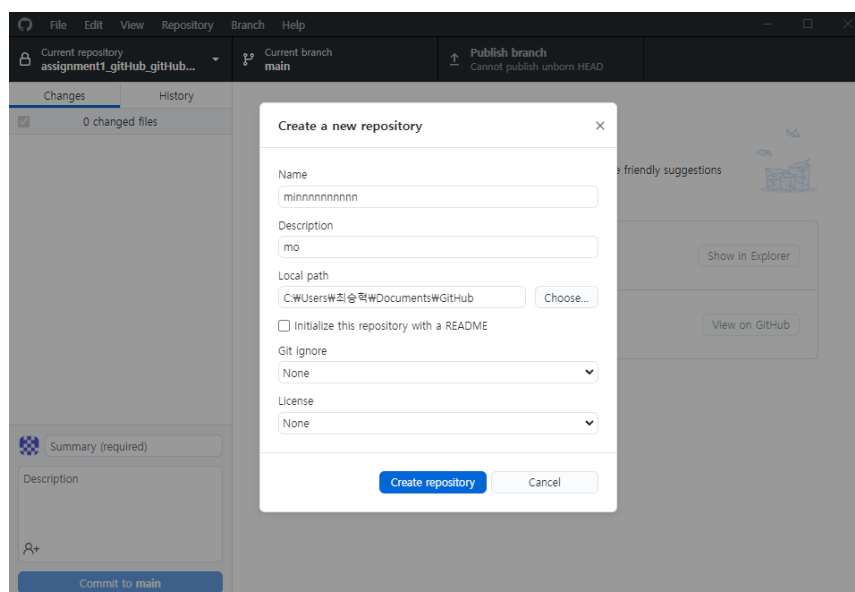 File Edit View Repository Branch Help
Current repository
assignment1_gitHub_gitHub...
Current branch
main
Publish branch
Cannot publish unborn HEAD
Changes History
0 changed files
Create a new repository
Name
minnnnnnnnnn
Description
mo
Local path
C:₩Users₩최승혁₩Documents₩GitHub Choose...
Initialize this repository with a README
Git ignore
None
License
None
Create repository Cancel
friendly suggestions
Show in Explorer
View on GitHub
Summary (required)
Description
Commit to main